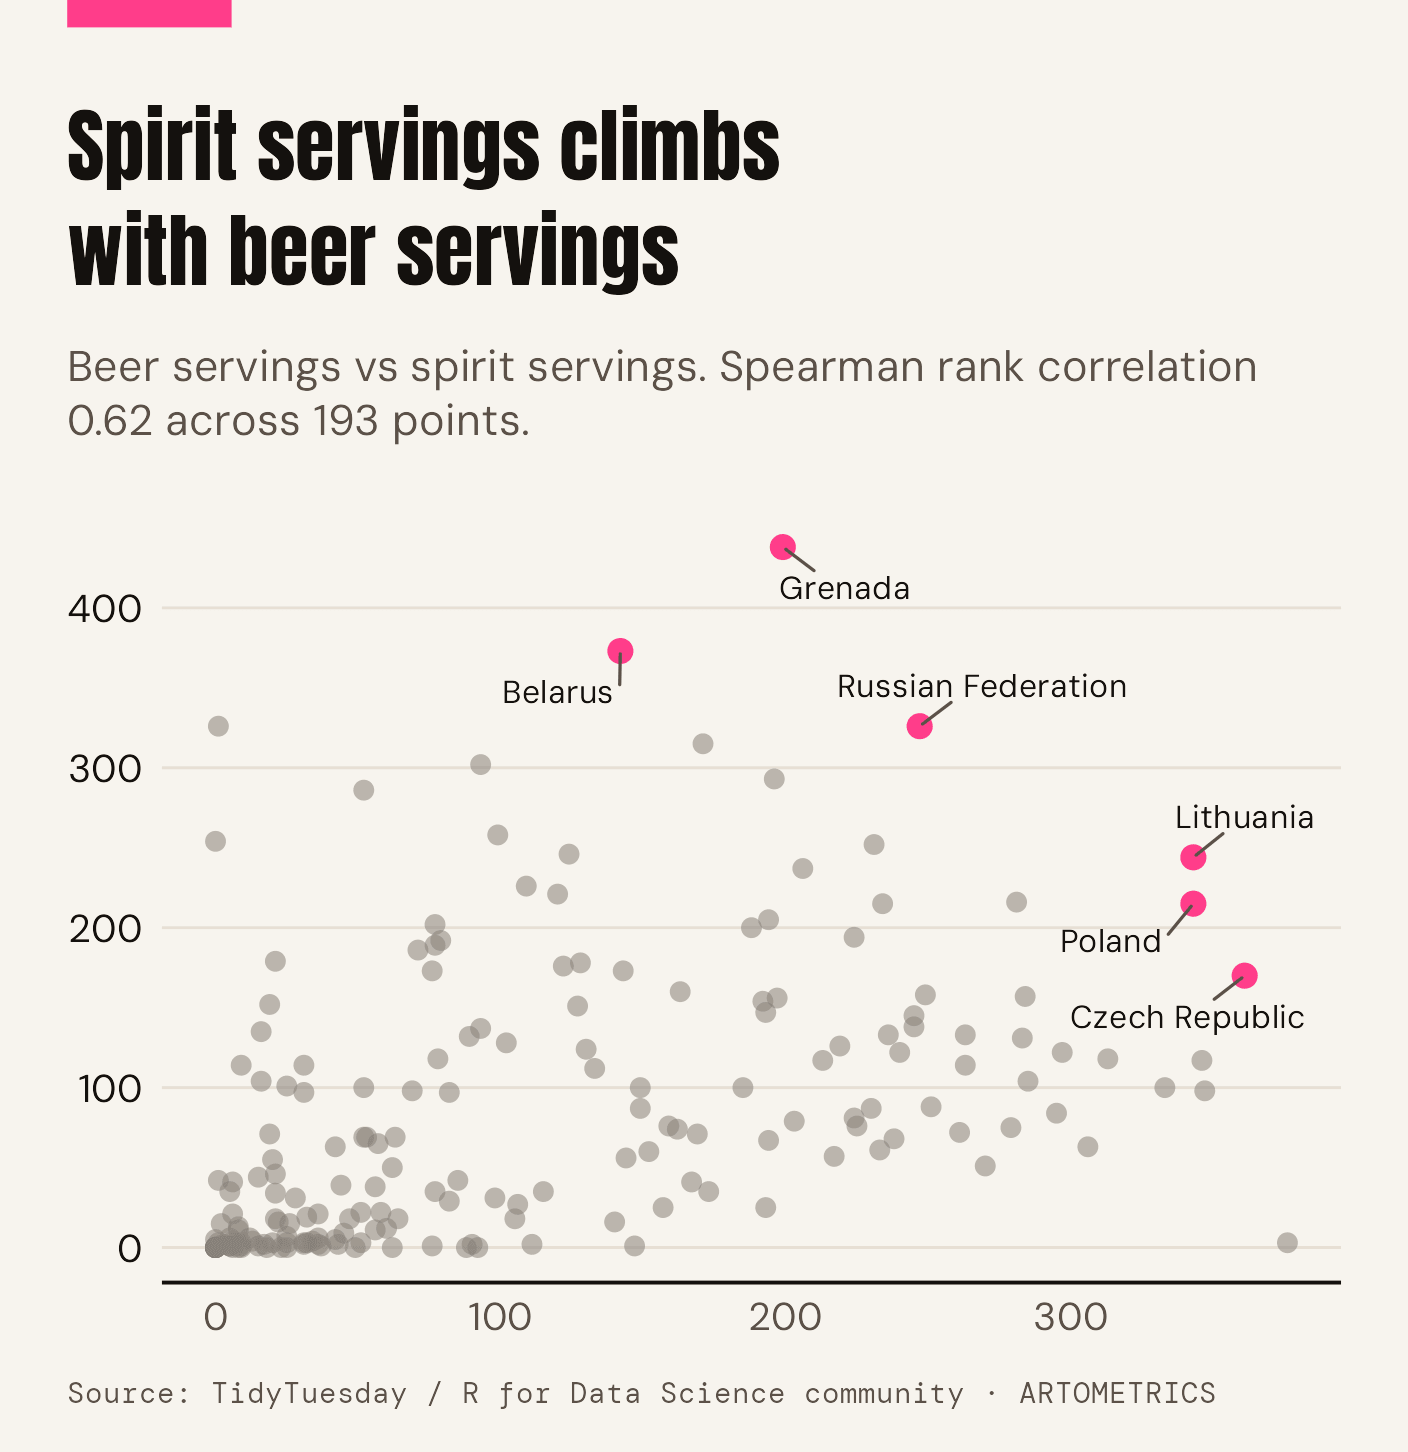 Spirit servings climbs
with beer servings
Beer servings vs spirit servings. Spearman rank correlation
0.62 across 193 points.
Grenada
400
Belarus
Russian Federation
300
Lithuania
200
Poland
Czech Republic
100
0
0 100 200 300
Source: TidyTuesday / R for Data Science community · ARTOMETRICS